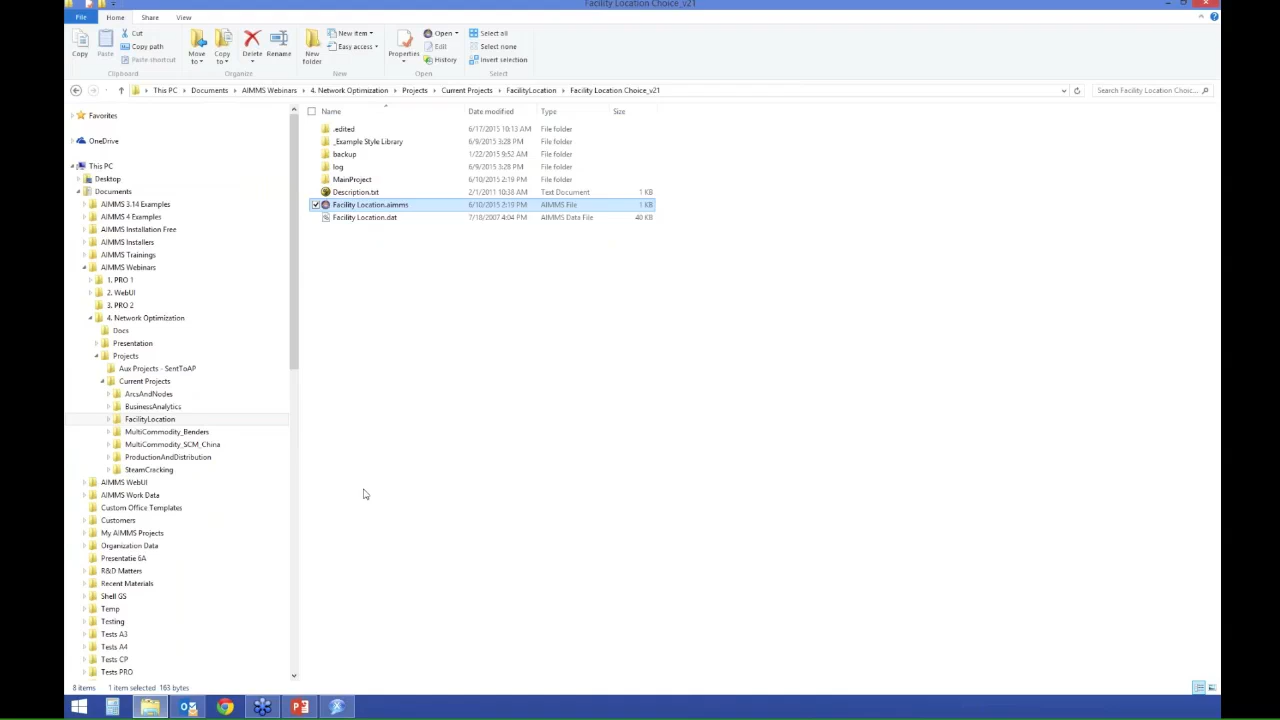 Facility Location Choice_v21
File Home Share View
Copy Paste Cut Copy path Paste shortcut Move to Copy to Delete Rename New folder New item Easy access Properties Open Edit History Select all Select none Invert selection
Clipboard Organize New Open Select
This PC Documents AIMMS Webinars 4. Network Optimization Projects Current Projects FacilityLocation Facility Location Choice_v21 Search Facility Location Choic...
Name Date modified Type Size
.edited 6/17/2015 10:13 AM File folder
_Example Style Library 6/9/2015 3:28 PM File folder
backup 1/22/2015 9:52 AM File folder
log 6/9/2015 3:28 PM File folder
MainProject 6/10/2015 2:19 PM File folder
Description.txt 2/1/2011 10:38 AM Text Document 1 KB
Facility Location.aimms 6/10/2015 2:19 PM AIMMS File 1 KB
Facility Location.dat 7/18/2007 4:04 PM AIMMS Data File 40 KB
Favorites
OneDrive
This PC
Desktop
Documents
AIMMS 3.14 Examples
AIMMS 4 Examples
AIMMS Installation Free
AIMMS Installers
AIMMS Trainings
AIMMS Webinars
1. PRO 1
2. WebUI
3. PRO 2
4. Network Optimization
Docs
Presentation
Projects
Aux Projects - SentToAP
Current Projects
ArcsAndNodes
BusinessAnalytics
FacilityLocation
MultiCommodity_Benders
MultiCommodity_SCM_China
ProductionAndDistribution
SteamCracking
AIMMS WebUI
AIMMS Work Data
Custom Office Templates
Customers
My AIMMS Projects
Organization Data
Presentatie 6A
R&D Matters
Recent Materials
Shell GS
Temp
Testing
Tests A3
Tests A4
Tests CP
Tests PRO
8 items 1 item selected 163 bytes